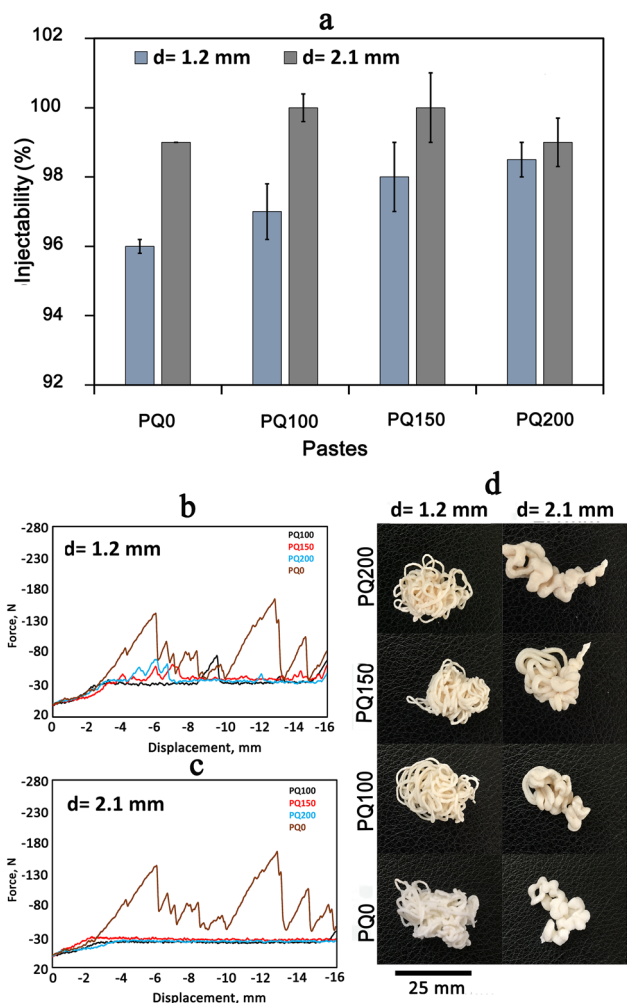 a
102
100
98
96
94
92
Injectability (%)
d= 1.2 mm
d= 2.1 mm
PQ0
PQ100
PQ150
PQ200
Pastes
b
-280
-230
-180
-130
-80
-30
20
Force, N
d= 1.2 mm
PQ100
PQ150
PQ200
PQ0
0
-2
-4
-6
-8
-10
-12
-14
-16
Displacement, mm
c
-280
-230
-180
-130
-80
-30
20
Force, N
d= 2.1 mm
PQ100
PQ150
PQ200
PQ0
0
-2
-4
-6
-8
-10
-12
-14
-16
Displacement, mm
d
d= 1.2 mm
d= 2.1 mm
PQ200
PQ150
PQ100
PQ0
25 mm